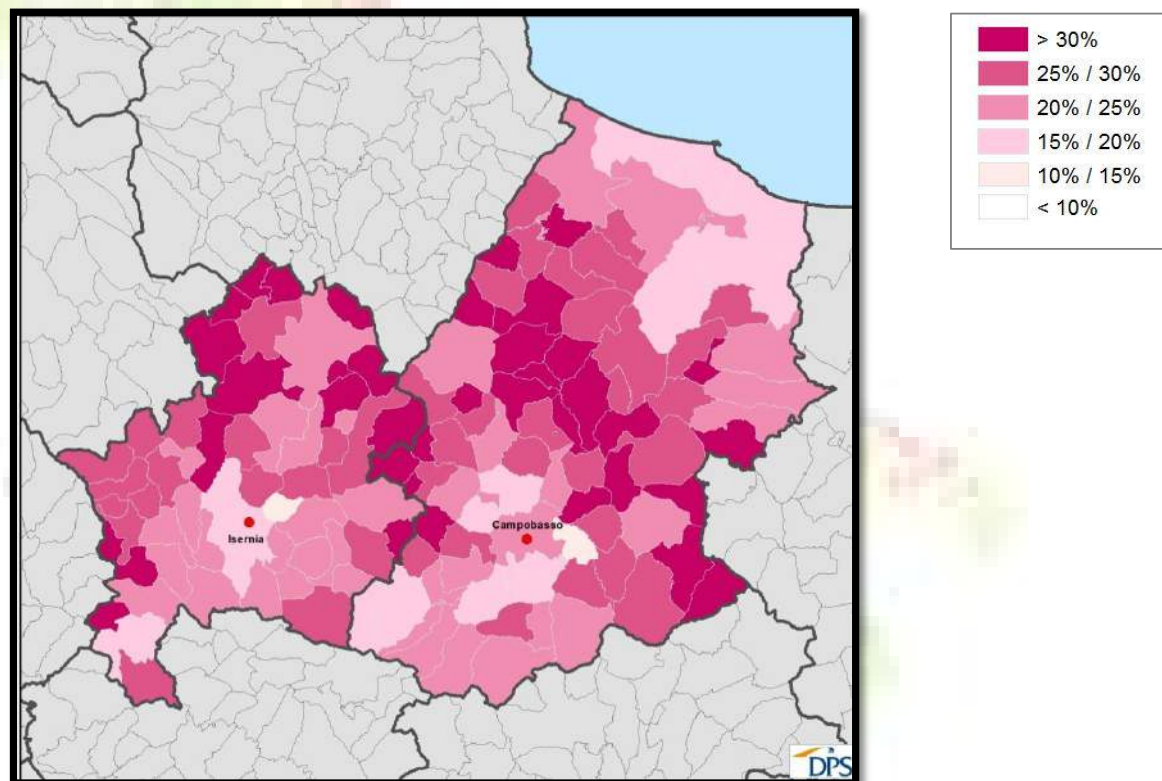 > 30%
25% / 30%
20% / 25%
15% / 20%
10% / 15%
< 10%
Campobasso
Isernia
DPS